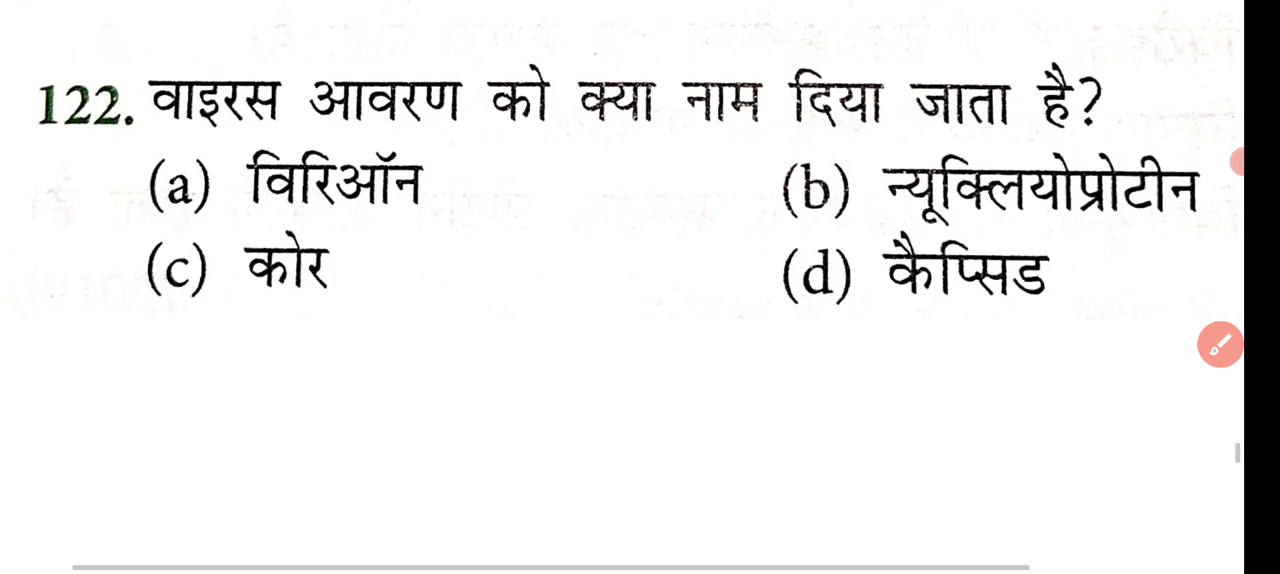 122. वाइरस आवरण को क्या नाम दिया जाता है?
(a) विरिऑन (b) न्यूक्लियोप्रोटीन
(c) कोर (d) कैप्सिड